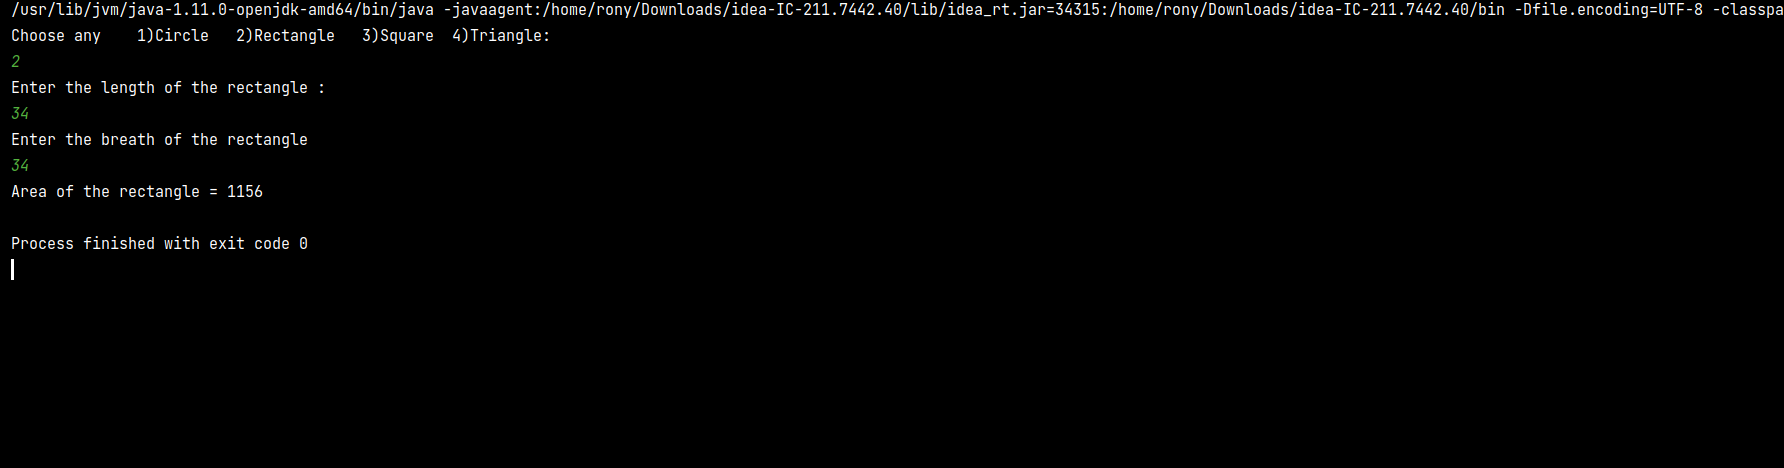 /usr/lib/jvm/java-1.11.0-openjdk-amd64/bin/java -javaagent:/home/rony/Downloads/idea-IC-211.7442.40/lib/idea_rt.jar=34315:/home/rony/Downloads/idea-IC-211.7442.40/bin -Dfile.encoding=UTF-8 -classpa
Choose any    1)Circle   2)Rectangle   3)Square  4)Triangle:
2
Enter the length of the rectangle :
34
Enter the breath of the rectangle
34
Area of the rectangle = 1156
Process finished with exit code 0